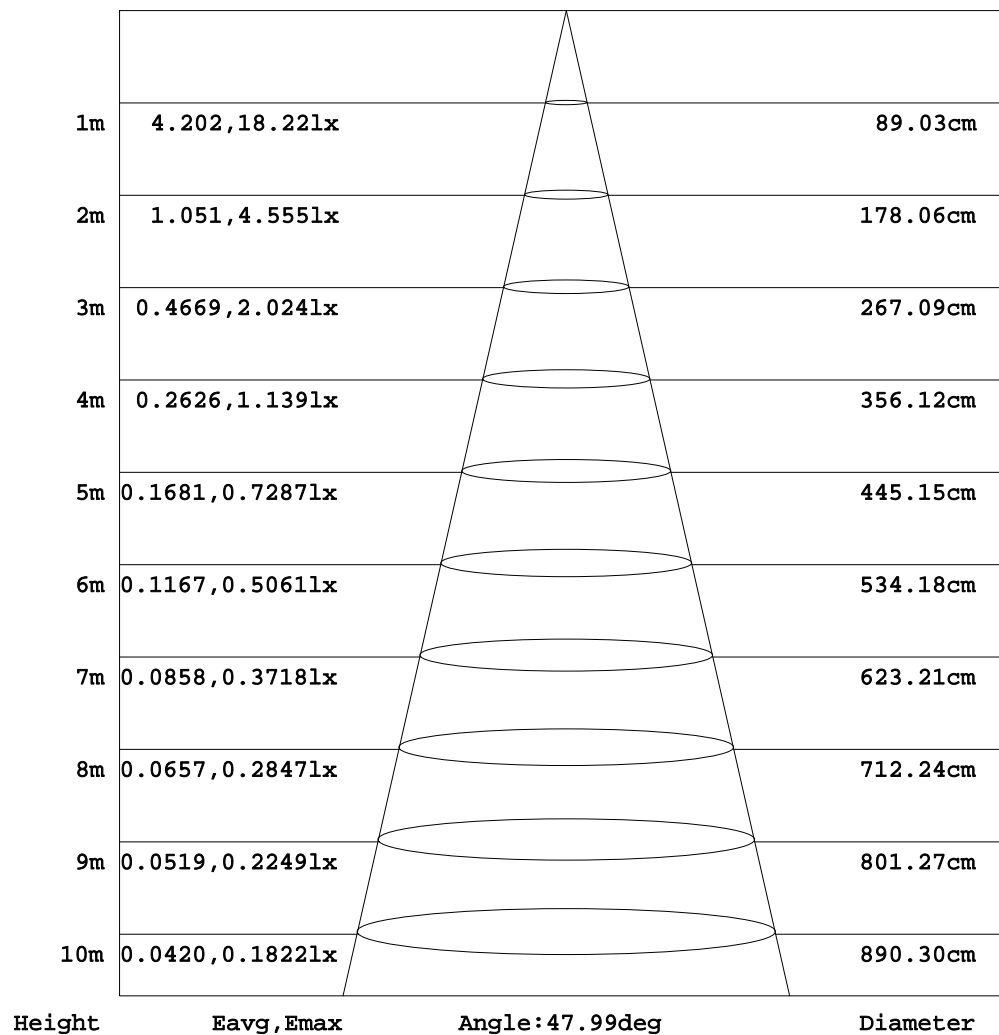 1m 4.202,18.22lx 89.03cm
2m 1.051,4.555lx 178.06cm
3m 0.4669,2.024lx 267.09cm
4m 0.2626,1.139lx 356.12cm
5m 0.1681,0.7287lx 445.15cm
6m 0.1167,0.5061lx 534.18cm
7m 0.0858,0.3718lx 623.21cm
8m 0.0657,0.2847lx 712.24cm
9m 0.0519,0.2249lx 801.27cm
10m 0.0420,0.1822lx 890.30cm
Height Eavg,Emax Angle:47.99deg Diameter